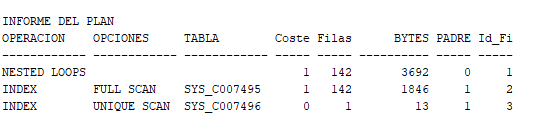 INFORME DEL PLAN
OPERACION OPCIONES TABLA Coste Filas BYTES PADRE Id_Fi
------------- ------------ ------------- ----- ----- ---------- ----- -----
NESTED LOOPS 1 142 3692 0 1
INDEX FULL SCAN SYS_C007495 1 142 1846 1 2
INDEX UNIQUE SCAN SYS_C007496 0 1 13 1 3